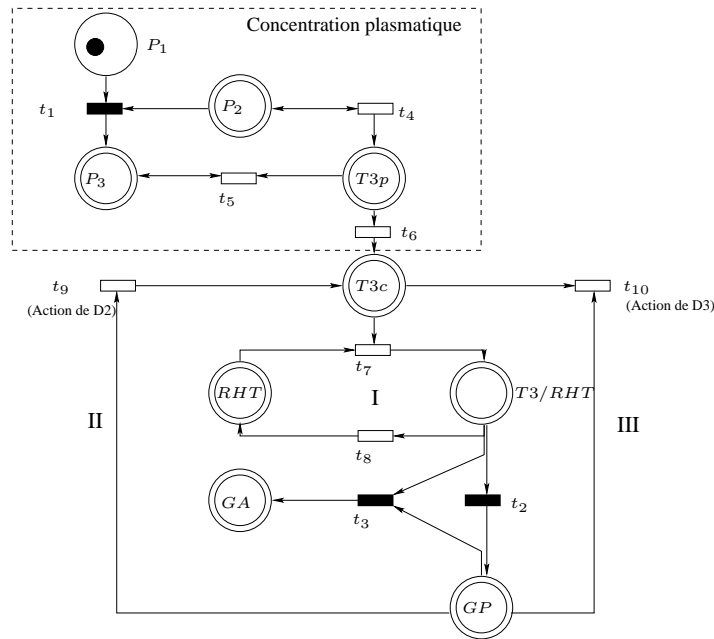 Concentration plasmatique
P1
t1
P2
t4
P3
t5
T3p
t6
t9
(Action de D2)
T3c
t10
(Action de D3)
t7
RHT
I
T3/RHT
II
III
t8
GA
t3
t2
GP